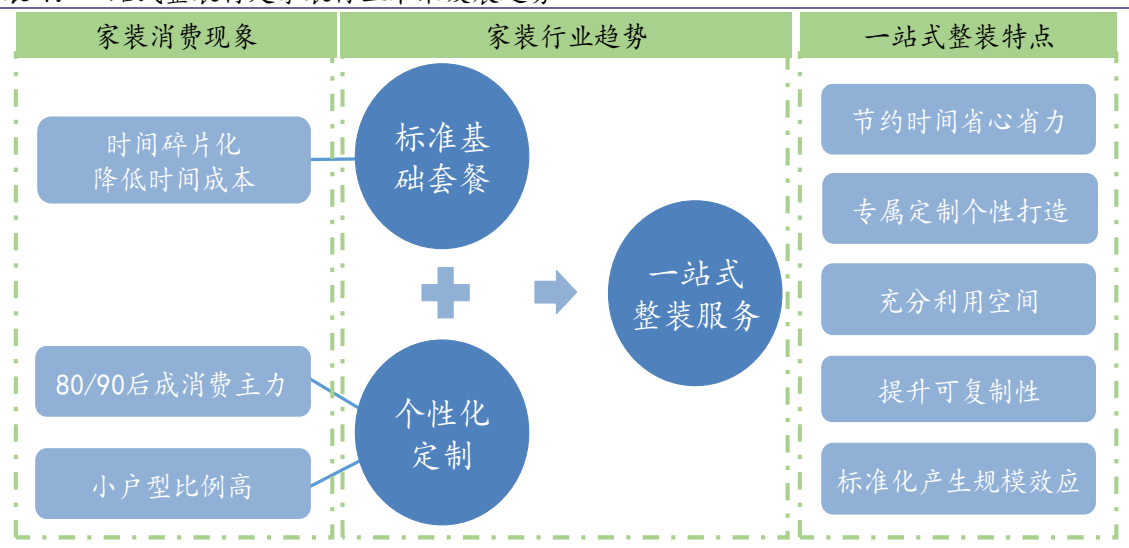 家装消费现象
家装行业趋势
一站式整装特点
时间碎片化
降低时间成本
80/90后成消费主力
小户型比例高
标准基
础套餐
个性化
定制
一站式
整装服务
节约时间省心省力
专属定制个性打造
充分利用空间
提升可复制性
标准化产生规模效应